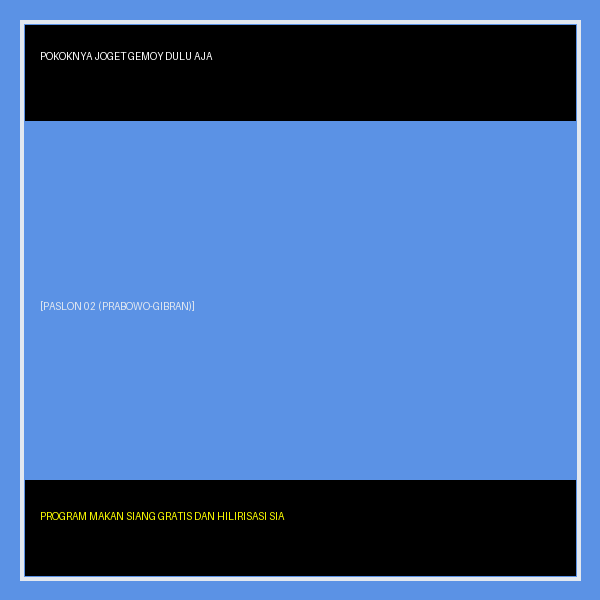 POKOKNYA JOGET GEMOY DULU AJA
[PASLON 02 (PRABOWO-GIBRAN)]
PROGRAM MAKAN SIANG GRATIS DAN HILIRISASI SIA